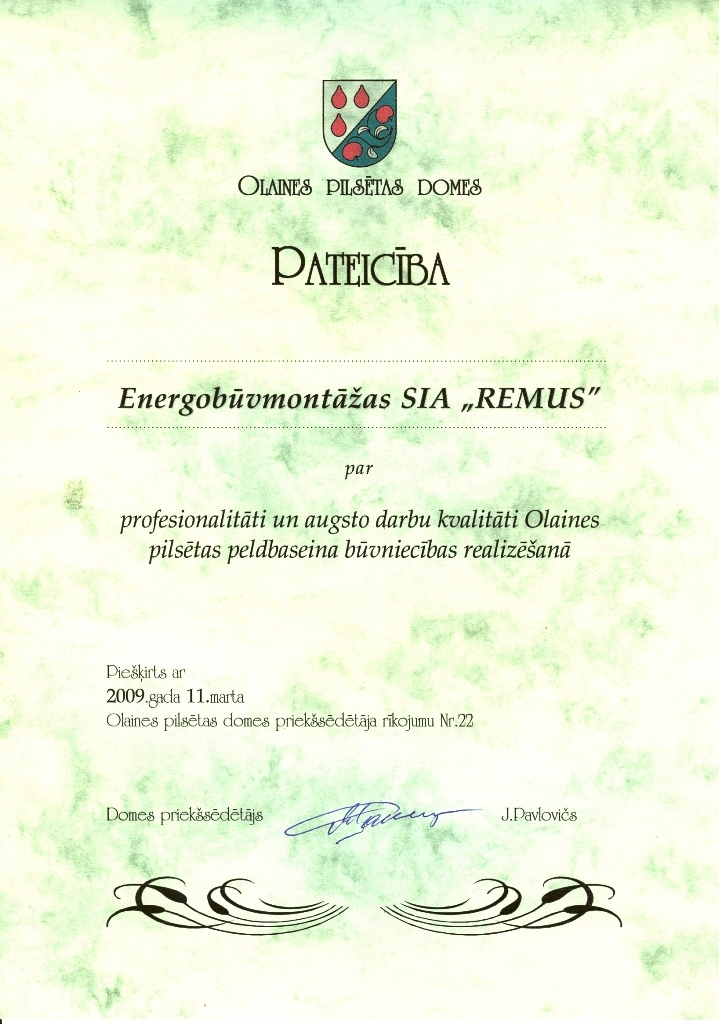 Olaines pilsētas domes
Pateicība
Energobūvmontāžas SIA „REMUS”
par
profesionalitāti un augsto darbu kvalitāti Olaines
pilsētas peldbaseina būvniecības realizēšanā
Piešķirts ar
2009.gada 11.marta
Olaines pilsētas domes priekšsēdētāja rīkojumu Nr.22
Domes priekšsēdētājs J.Pavlovičs